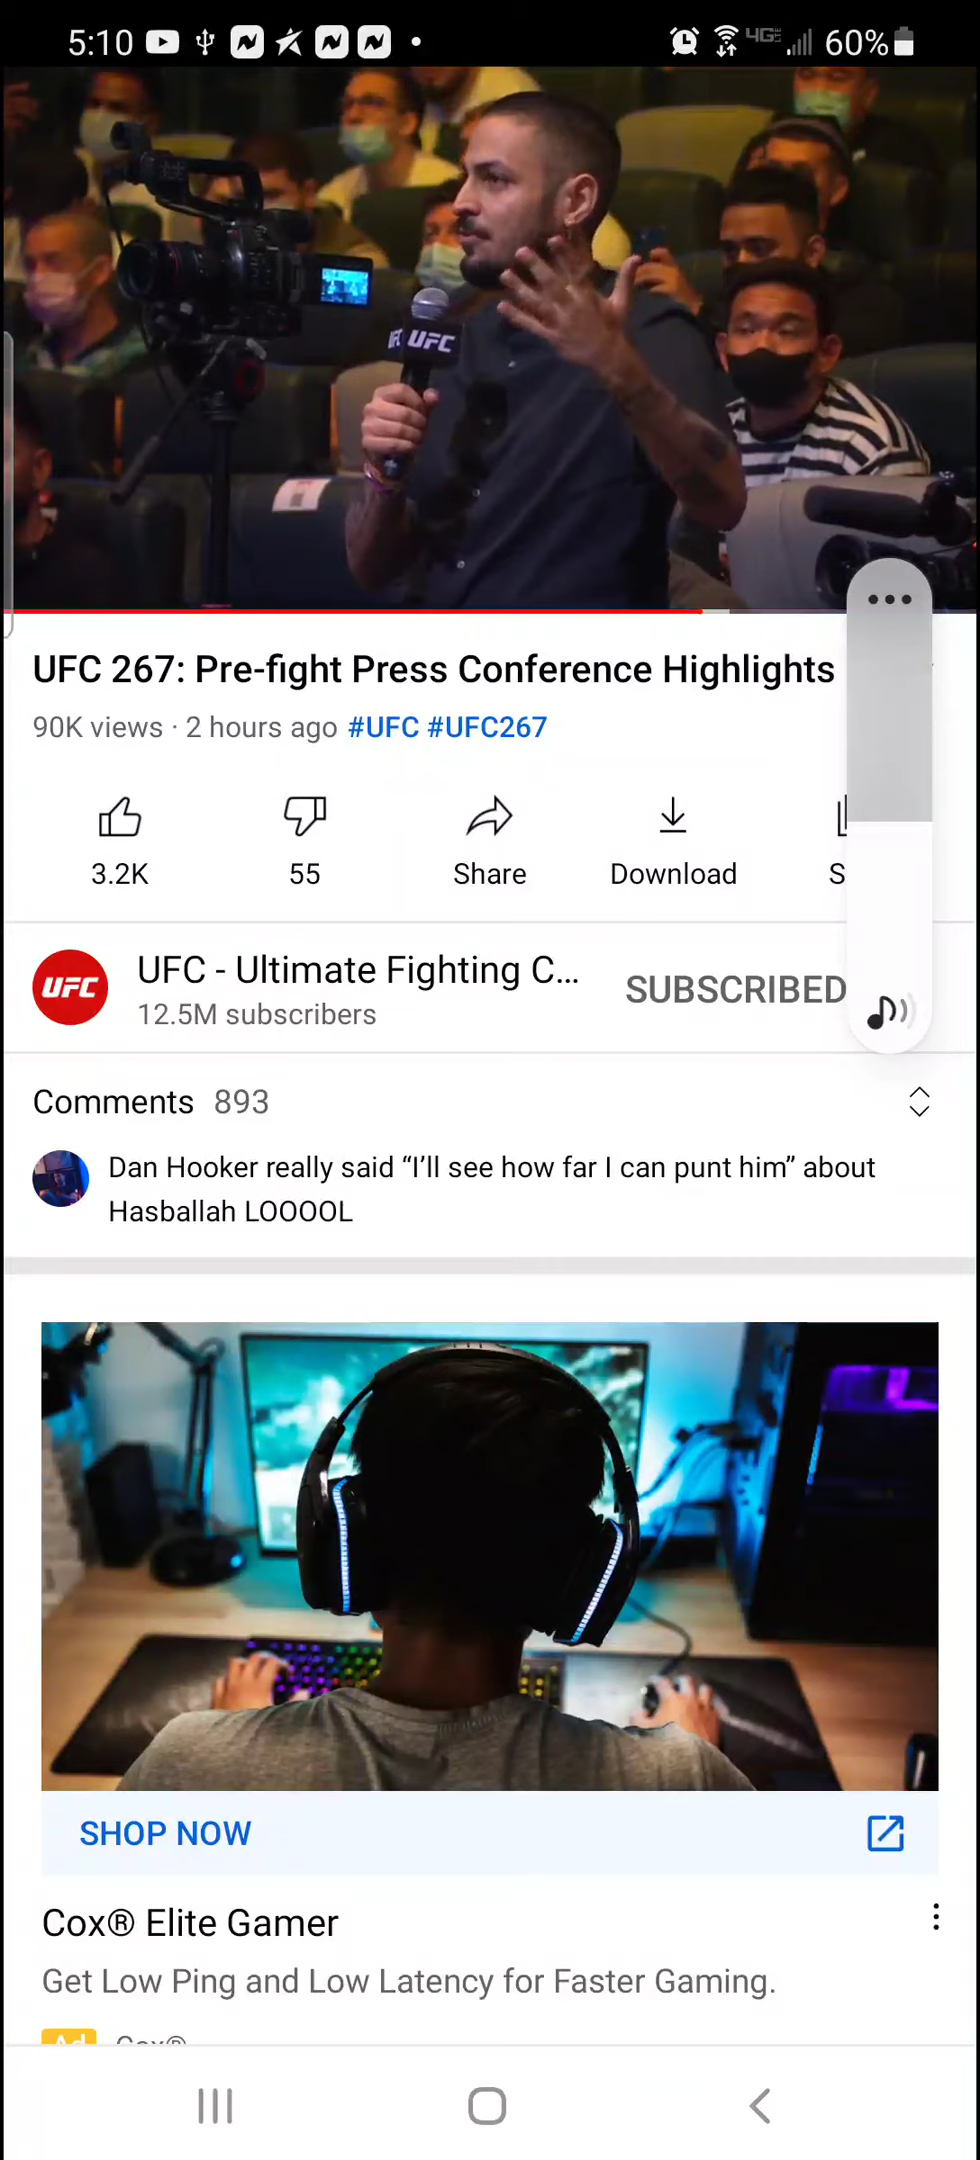 5:10 4G 60%
UFC UFC
UFC 267: Pre-fight Press Conference Highlights
90K views · 2 hours ago #UFC #UFC267
3.2K 55 Share Download S
UFC UFC - Ultimate Fighting C... SUBSCRIBED
12.5M subscribers
Comments 893
Dan Hooker really said “I’ll see how far I can punt him” about
Hasballah LOOOOL
SHOP NOW
Cox® Elite Gamer
Get Low Ping and Low Latency for Faster Gaming.
Ad Cox®